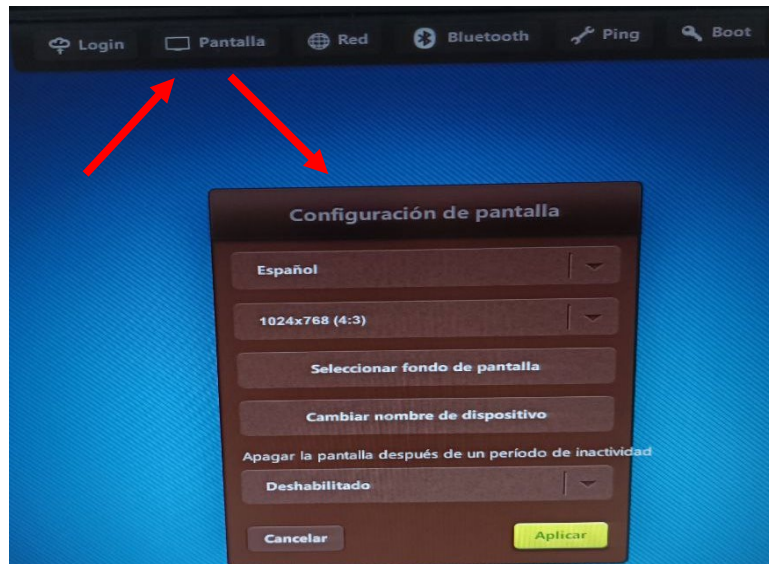 Login Pantalla Red Bluetooth Ping Boot
Configuración de pantalla
Español
1024x768 (4:3)
Seleccionar fondo de pantalla
Cambiar nombre de dispositivo
Apagar la pantalla después de un período de inactividad
Deshabilitado
Cancelar Aplicar